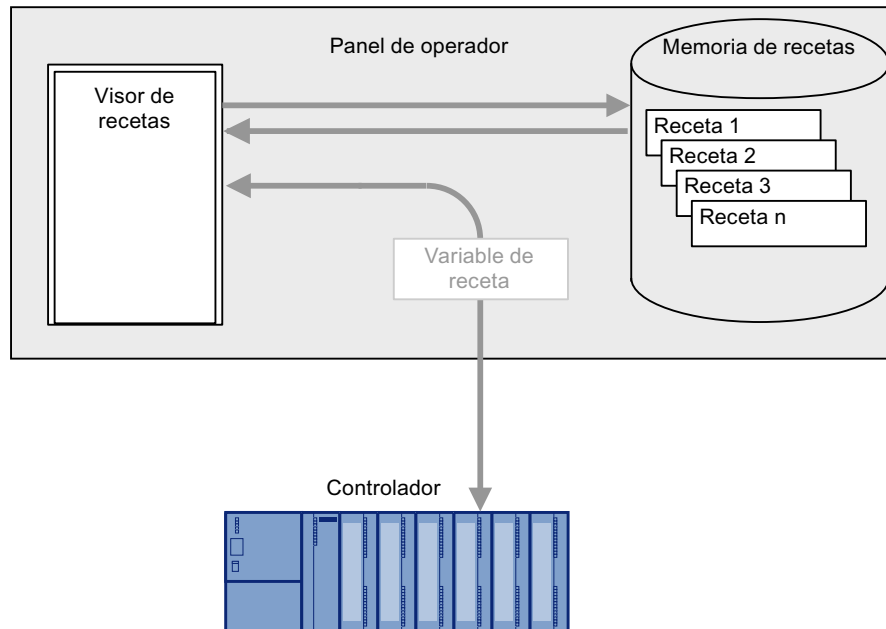 Panel de operador
Memoria de recetas
Visor de
recetas
Receta 1
Receta 2
Receta 3
Receta n
Variable de
receta
Controlador